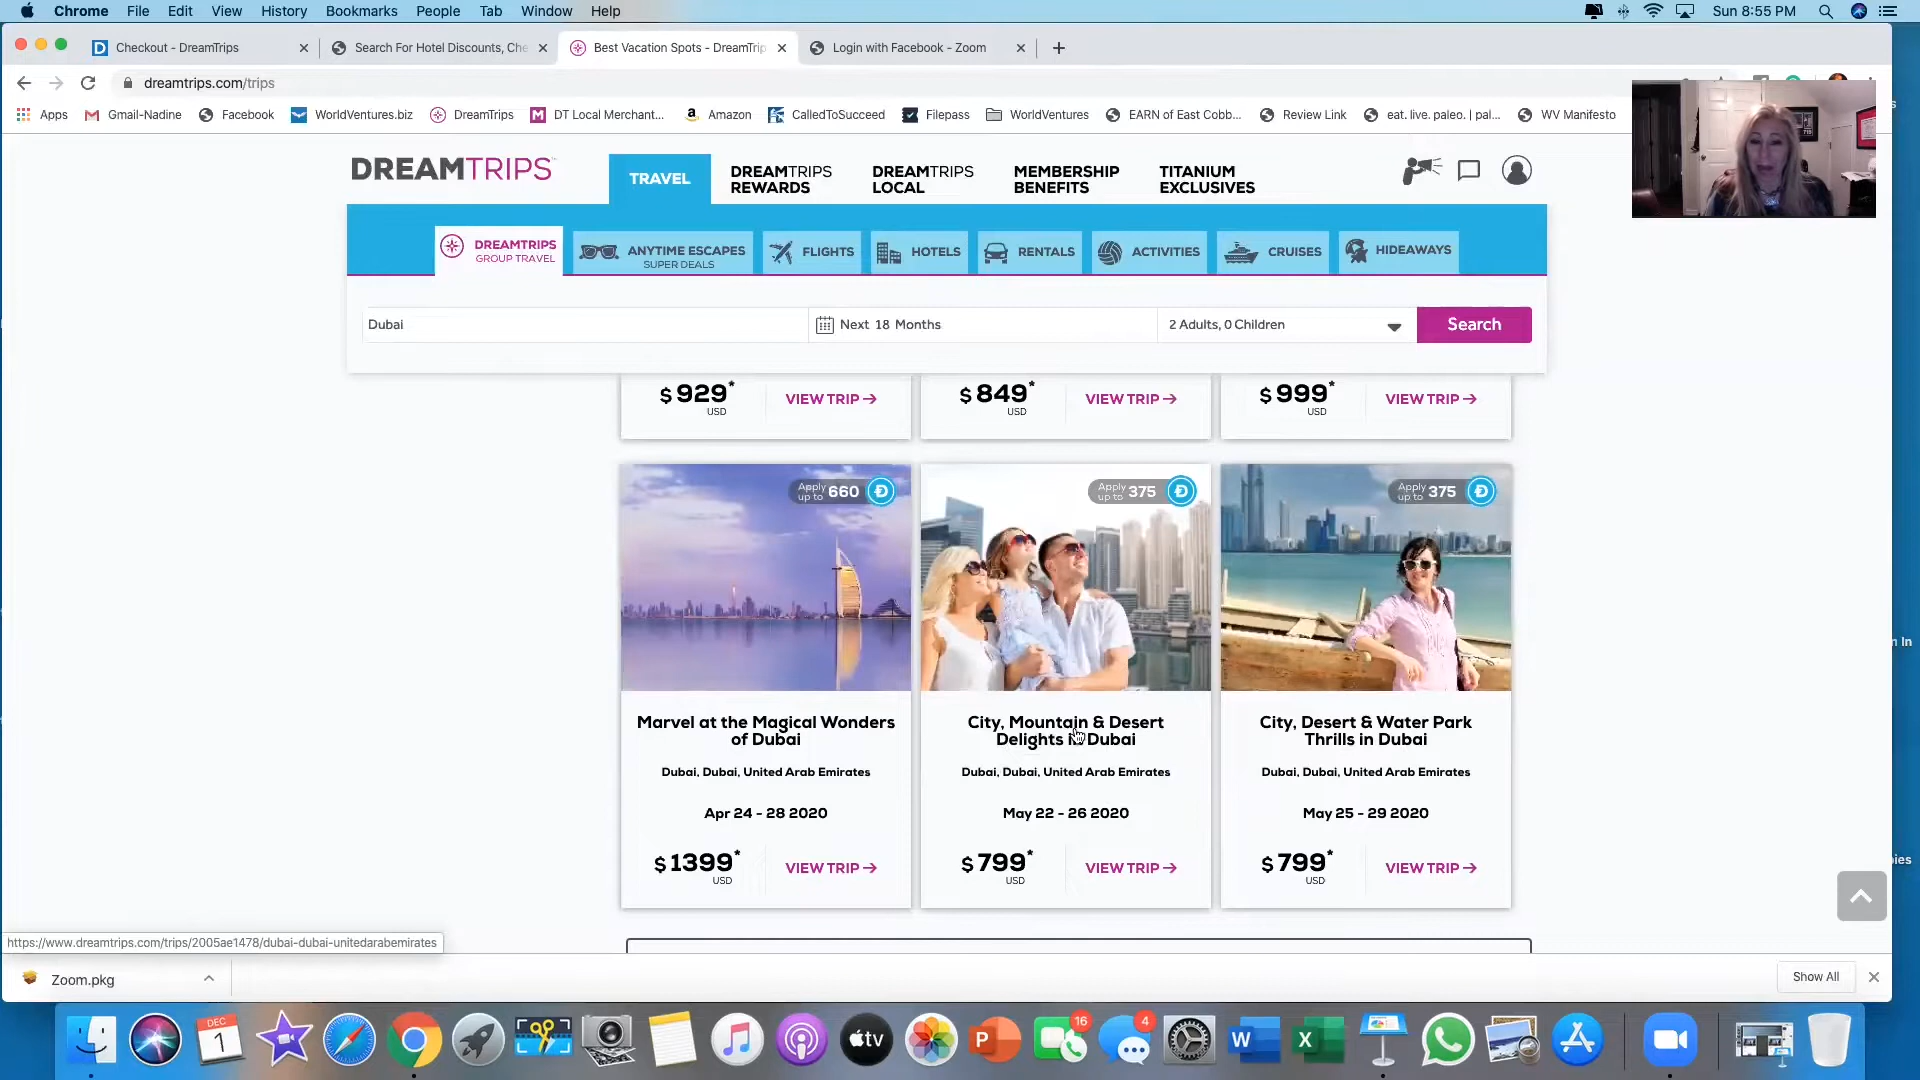 Chrome File Edit View History Bookmarks People Tab Window Help Sun 8:55 PM
Checkout - DreamTrips Search For Hotel Discounts, Che Best Vacation Spots - DreamTrip Login with Facebook - Zoom
dreamtrips.com/trips
Apps Gmail-Nadine Facebook WorldVentures.biz DreamTrips DT Local Merchant... Amazon CalledToSucceed Filepass WorldVentures EARN of East Cobb... Review Link eat. live. paleo. | pal... WV Manifesto
DREAMTRIPS
TRAVEL
DREAMTRIPS
REWARDS
DREAMTRIPS
LOCAL
MEMBERSHIP
BENEFITS
TITANIUM
EXCLUSIVES
DREAMTRIPS
GROUP TRAVEL
ANYTIME ESCAPES
SUPER DEALS
FLIGHTS
HOTELS
RENTALS
ACTIVITIES
CRUISES
HIDEAWAYS
Dubai Next 18 Months 2 Adults, 0 Children Search
$929* VIEW TRIP →
USD
$849* VIEW TRIP →
USD
$999* VIEW TRIP →
USD
Apply
up to 660
Marvel at the Magical Wonders
of Dubai
Dubai, Dubai, United Arab Emirates
Apr 24 - 28 2020
$1399* VIEW TRIP →
USD
Apply
up to 375
City, Mountain & Desert
Delights in Dubai
Dubai, Dubai, United Arab Emirates
May 22 - 26 2020
$799* VIEW TRIP →
USD
Apply
up to 375
City, Desert & Water Park
Thrills in Dubai
Dubai, Dubai, United Arab Emirates
May 25 - 29 2020
$799* VIEW TRIP →
USD
n In
https://www.dreamtrips.com/trips/2005ae1478/dubai-dubai-unitedarabemirates
Zoom.pkg Show All
DEC
1
tv
P
16
4
W
X